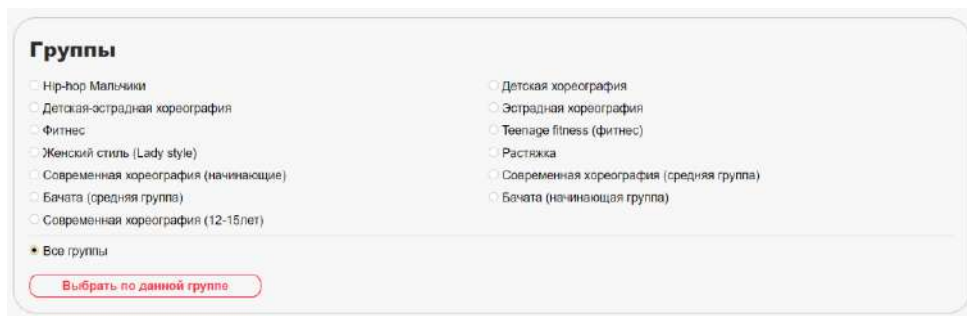 Группы
Hip-hop Мальчики
Детская хореография
Детская-эстрадная хореография
Эстрадная хореография
Фитнес
Teenage fitness (фитнес)
Женский стиль (Lady style)
Растяжка
Современная хореография (начинающие)
Современная хореография (средняя группа)
Бачата (средняя группа)
Бачата (начинающая группа)
Современная хореография (12-15лет)
Все группы
Выбрать по данной группе